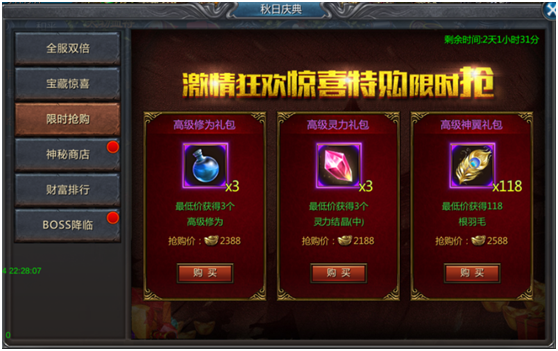 秋日庆典
剩余时间:2天1小时31分
全服双倍
宝藏惊喜
限时抢购
神秘商店
财富排行
BOSS降临
激情狂欢惊喜特购限时抢
高级修为礼包
x3
最低价获得3个
高级修为
抢购价：2388
购买
高级灵力礼包
x3
最低价获得3个
灵力结晶(中)
抢购价：2188
购买
高级神翼礼包
x118
最低价获得118
根羽毛
抢购价：2588
购买
4 22:28:07
0